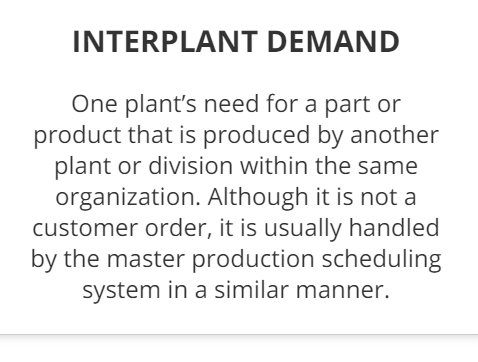 INTERPLANT DEMAND
One plant’s need for a part or
product that is produced by another
plant or division within the same
organization. Although it is not a
customer order, it is usually handled
by the master production scheduling
system in a similar manner.